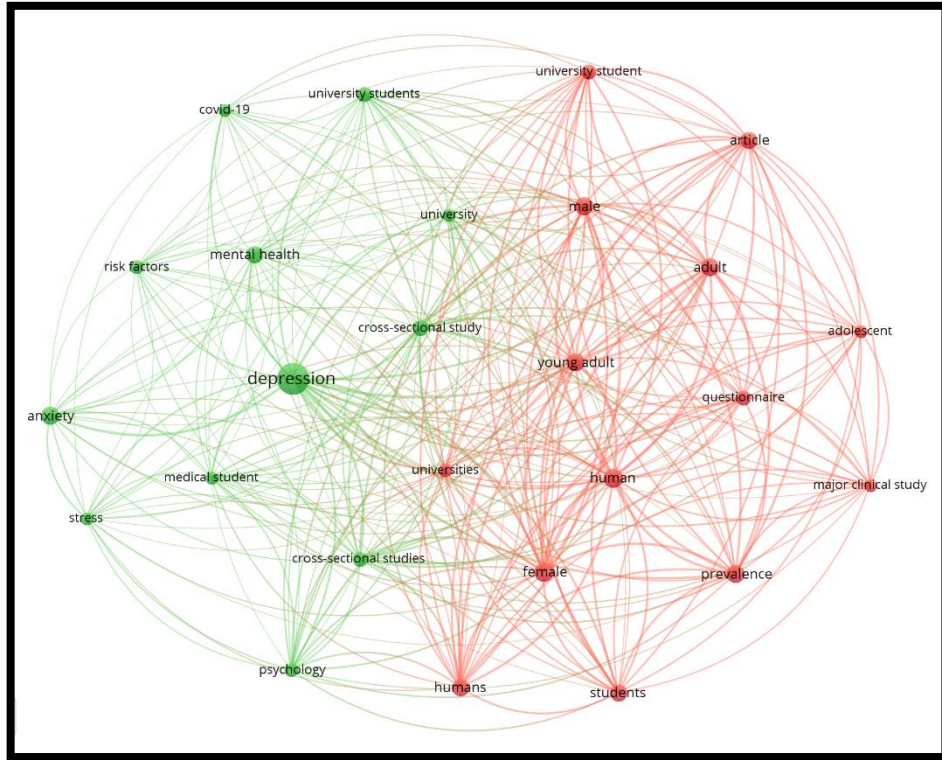 university student
university students
covid-19
article
male
university
mental health
risk factors
adult
cross-sectional study
adolescent
young adult
depression
questionnaire
anxiety
universities
medical student
human
major clinical study
stress
cross-sectional studies
female
prevalence
psychology
humans
students